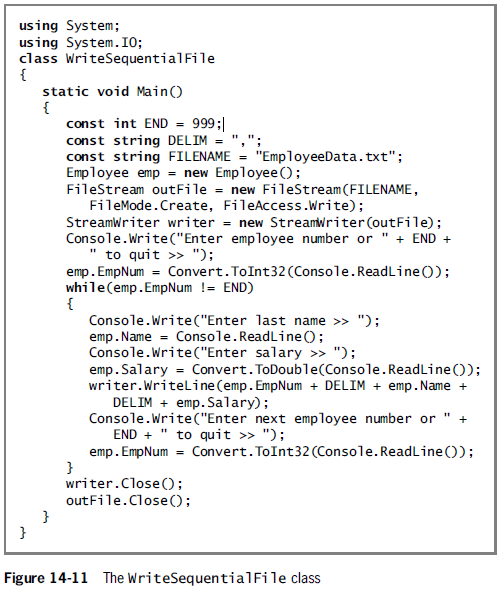 using System;
using System.IO;
class WriteSequentialFile
{
   static void Main()
   {
      const int END = 999;
      const string DELIM = ",";
      const string FILENAME = "EmployeeData.txt";
      Employee emp = new Employee();
      FileStream outFile = new FileStream(FILENAME,
         FileMode.Create, FileAccess.Write);
      StreamWriter writer = new StreamWriter(outFile);
      Console.Write("Enter employee number or " + END +
         " to quit >> ");
      emp.EmpNum = Convert.ToInt32(Console.ReadLine());
      while(emp.EmpNum != END)
      {
         Console.Write("Enter last name >> ");
         emp.Name = Console.ReadLine();
         Console.Write("Enter salary >> ");
         emp.Salary = Convert.ToDouble(Console.ReadLine());
         writer.WriteLine(emp.EmpNum + DELIM + emp.Name +
            DELIM + emp.Salary);
         Console.Write("Enter next employee number or " +
            END + " to quit >> ");
         emp.EmpNum = Convert.ToInt32(Console.ReadLine());
      }
      writer.Close();
      outFile.Close();
   }
}
Figure 14-11 The WriteSequentialFile class